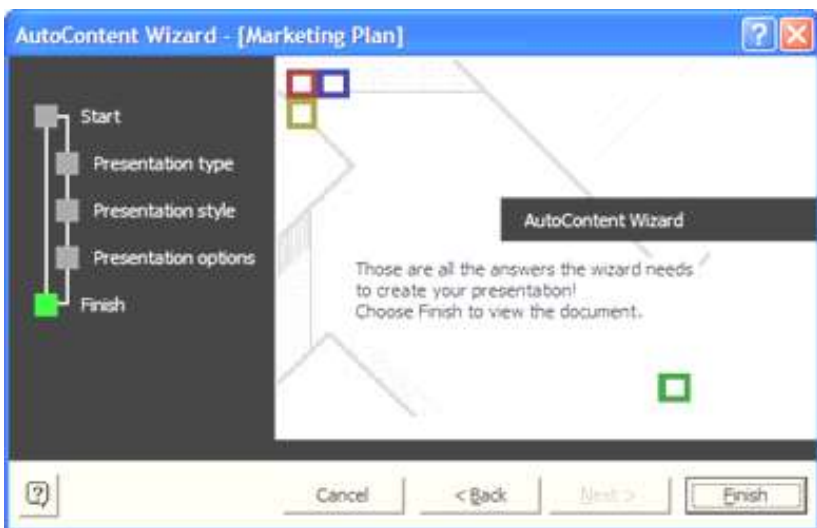 AutoContent Wizard - [Marketing Plan]
Start
Presentation type
Presentation style
Presentation options
Finish
AutoContent Wizard
Those are all the answers the wizard needs
to create your presentation!
Choose Finish to view the document.
Cancel
< Back
Next >
Finish